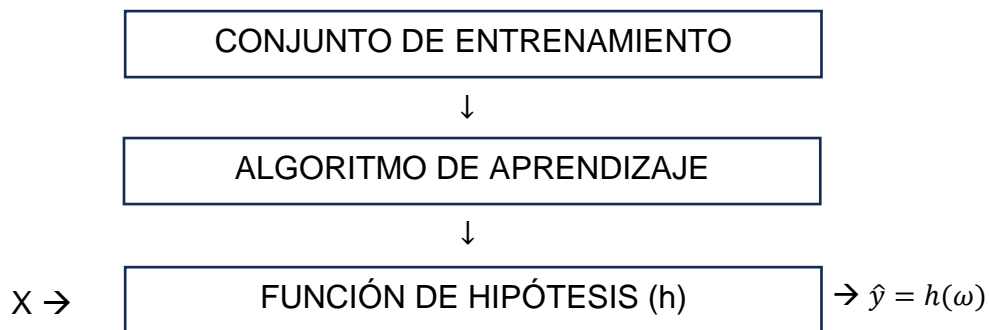 CONJUNTO DE ENTRENAMIENTO
↓
ALGORITMO DE APRENDIZAJE
↓
X → FUNCIÓN DE HIPÓTESIS (h) → ŷ = h(ω)